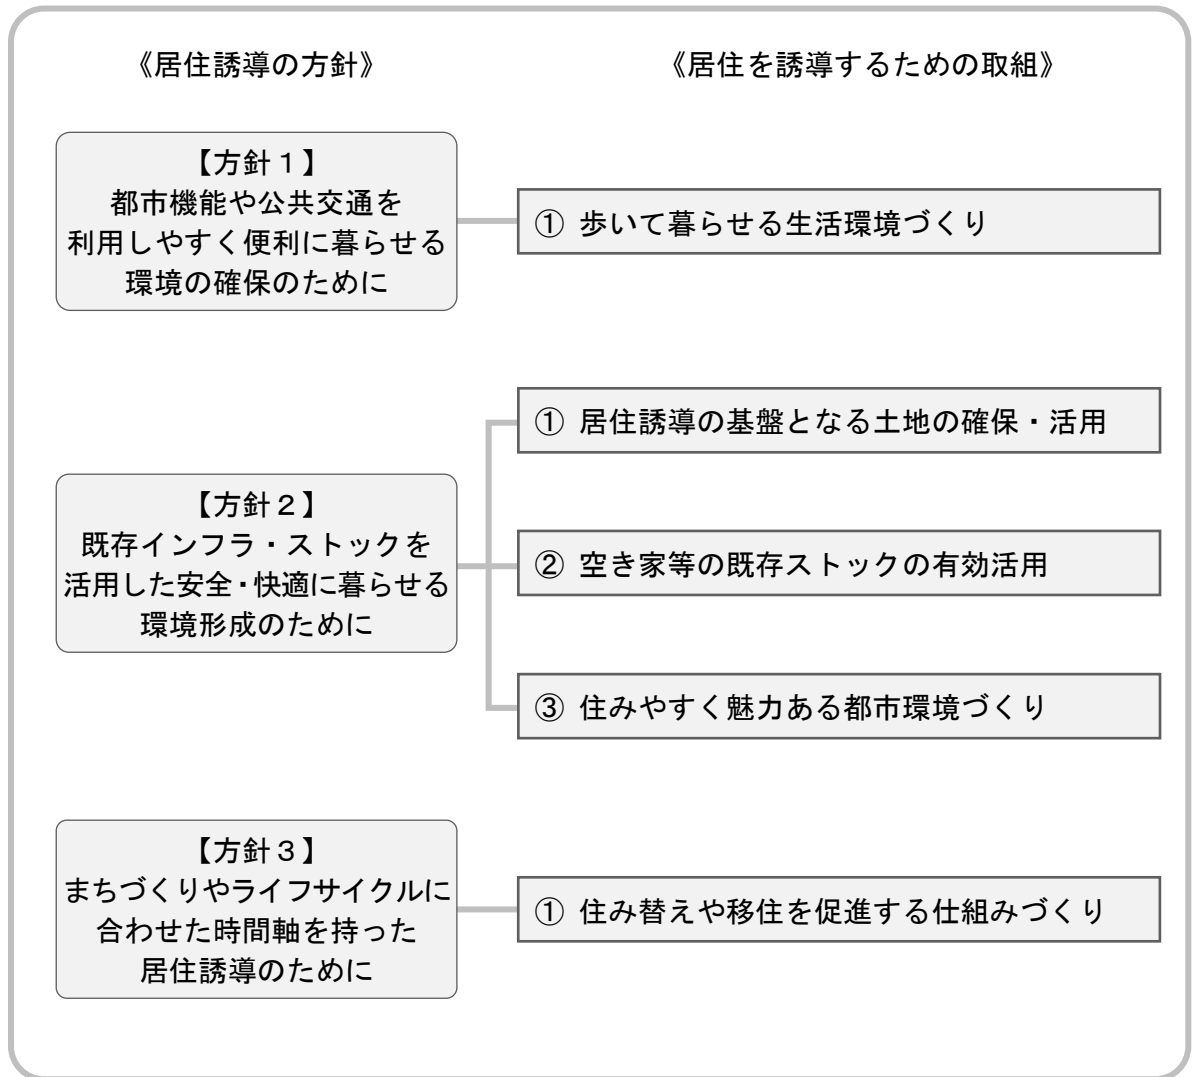 《居住誘導の方針》
《居住を誘導するための取組》
【方針１】
都市機能や公共交通を
利用しやすく便利に暮らせる
環境の確保のために
① 歩いて暮らせる生活環境づくり
【方針２】
既存インフラ・ストックを
活用した安全・快適に暮らせる
環境形成のために
① 居住誘導の基盤となる土地の確保・活用
② 空き家等の既存ストックの有効活用
③ 住みやすく魅力ある都市環境づくり
【方針３】
まちづくりやライフサイクルに
合わせた時間軸を持った
居住誘導のために
① 住み替えや移住を促進する仕組みづくり